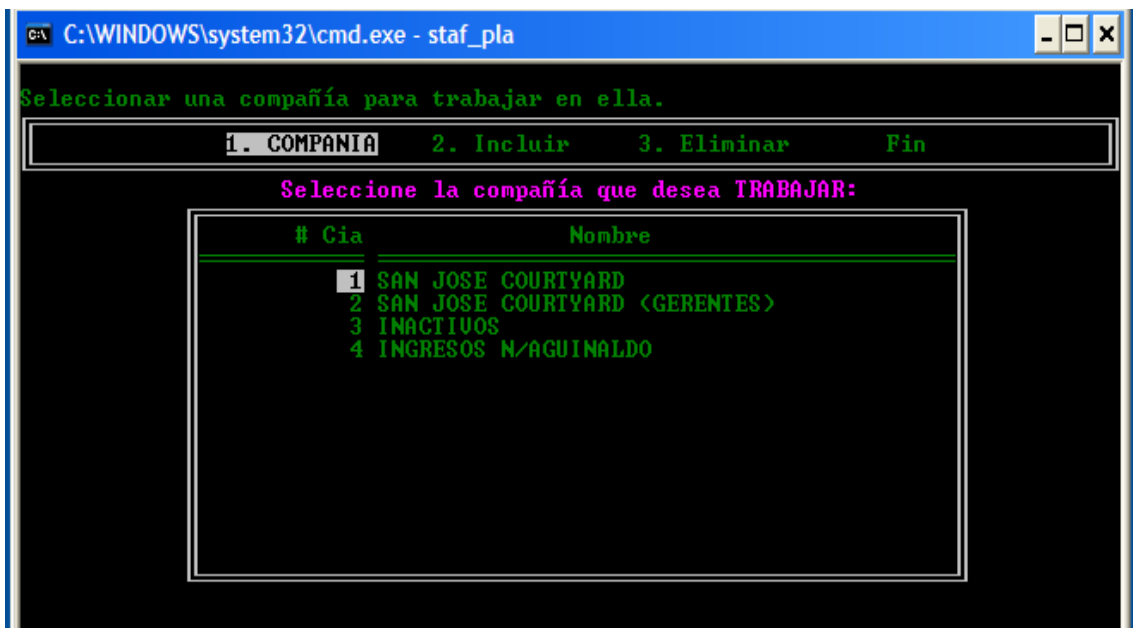 C:\WINDOWS\system32\cmd.exe - staf_pla
Seleccionar una compañía para trabajar en ella.
1. COMPANIA 2. Incluir 3. Eliminar Fin
Seleccione la compañía que desea TRABAJAR:
# Cia Nombre
1 SAN JOSE COURTYARD
2 SAN JOSE COURTYARD (GERENTES)
3 INACTIVOS
4 INGRESOS N/AGUINALDO